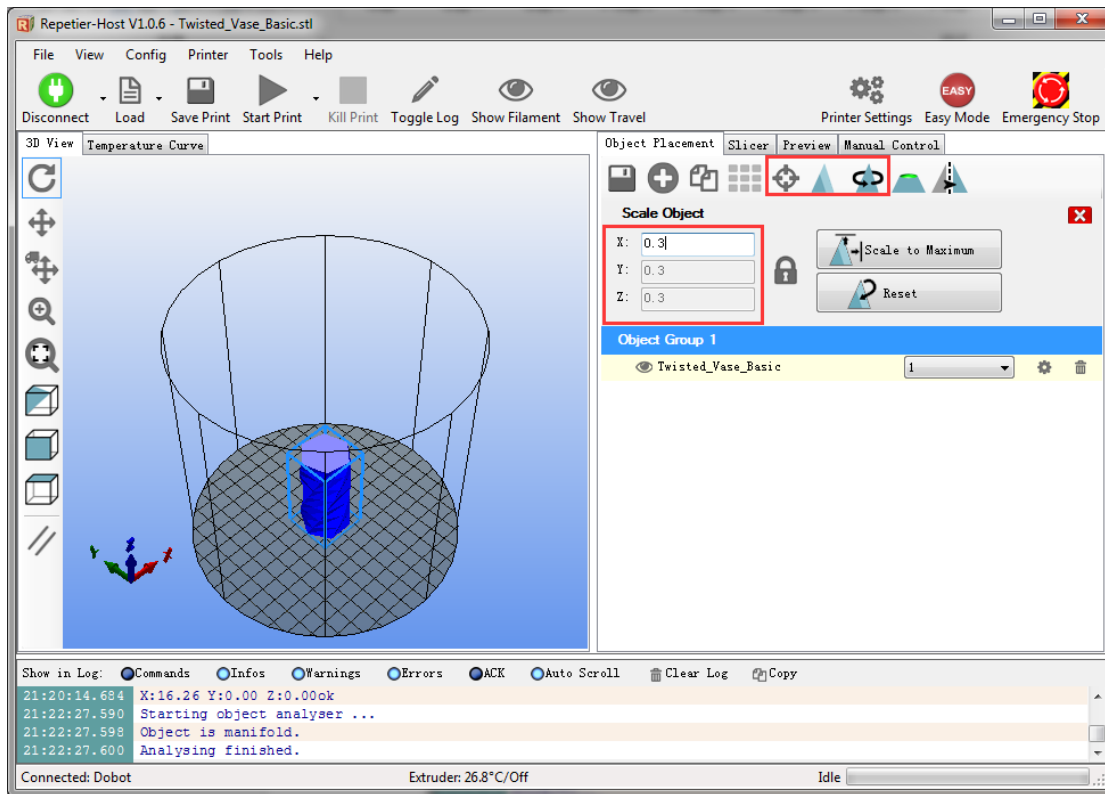 Repetier-Host V1.0.6 - Twisted_Vase_Basic.stl
File View Config Printer Tools Help
Disconnect Load Save Print Start Print Kill Print Toggle Log Show Filament Show Travel Printer Settings Easy Mode Emergency Stop
EASY
3D View Temperature Curve
Object Placement Slicer Preview Manual Control
Scale Object
X: 0.3
Y: 0.3
Z: 0.3
Scale to Maximum
Reset
Object Group 1
Twisted_Vase_Basic 1
Show in Log: Commands Infos Warnings Errors ACK Auto Scroll Clear Log Copy
21:20:14.684 X:16.26 Y:0.00 Z:0.00ok
21:22:27.590 Starting object analyser ...
21:22:27.598 Object is manifold.
21:22:27.600 Analysing finished.
Connected: Dobot Extruder: 26.8°C/Off Idle